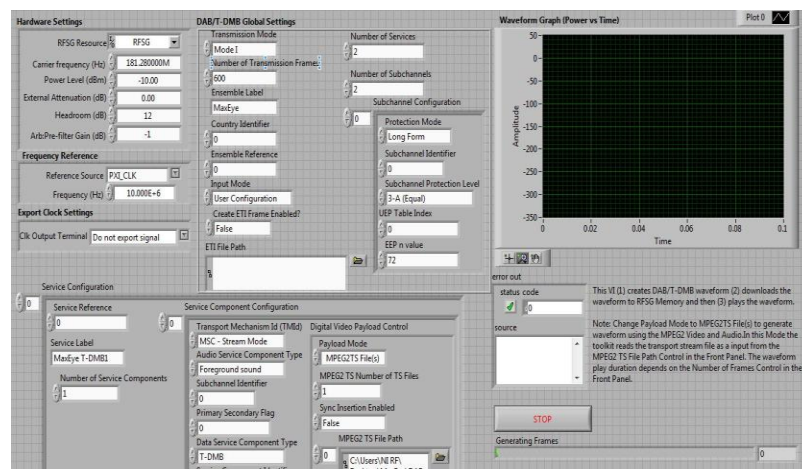 Hardware Settings
RFSG Resource RFSG
Carrier frequency (Hz) 181.280000M
Power Level (dBm) -10.00
External Attenuation (dB) 0.00
Headroom (dB) 12
Arb:Pre-filter Gain (dB) -1
Frequency Reference
Reference Source PXI_CLK
Frequency (Hz) 10.000E+6
Export Clock Settings
Clk Output Terminal Do not export signal
DAB/T-DMB Global Settings
Transmission Mode
Mode I
Number of Transmission Frames
600
Ensemble Label
MaxEye
Country Identifier
0
Ensemble Reference
0
Input Mode
User Configuration
Create ETI Frame Enabled?
False
ETI File Path
Number of Services
2
Number of Subchannels
2
Subchannel Configuration
0
Protection Mode
Long Form
Subchannel Identifier
0
Subchannel Protection Level
3-A (Equal)
UEP Table Index
0
EEP n value
72
Waveform Graph (Power vs Time)
Plot 0
50
0
-50
-100
-150
-200
-250
-300
-350
Amplitude
0 0.02 0.04 0.06 0.08 0.1
Time
Service Configuration
0
Service Reference
0
Service Label
MaxEye T-DMB1
Number of Service Components
1
Service Component Configuration
0
Transport Mechanism Id (TMId)
MSC - Stream Mode
Audio Service Component Type
Foreground sound
Subchannel Identifier
0
Primary Secondary Flag
0
Data Service Component Type
T-DMB
Digital Video Payload Control
Payload Mode
MPEG2TS File(s)
MPEG2 TS Number of TS Files
1
Sync Insertion Enabled
False
MPEG2 TS File Path
0
C:\Users\NI RF\
error out
status code
0
source
This VI (1) creates DAB/T-DMB waveform (2) downloads the
waveform to RFSG Memory and then (3) plays the waveform.
Note: Change Payload Mode to MPEG2TS File(s) to generate
waveform using the MPEG2 Video and Audio.In this Mode the
toolkit reads the transport stream file as a input from the
MPEG2 TS File Path Control in the Front Panel. The waveform
play duration depends on the Number of Frames Control in the
Front Panel.
STOP
Generating Frames
0